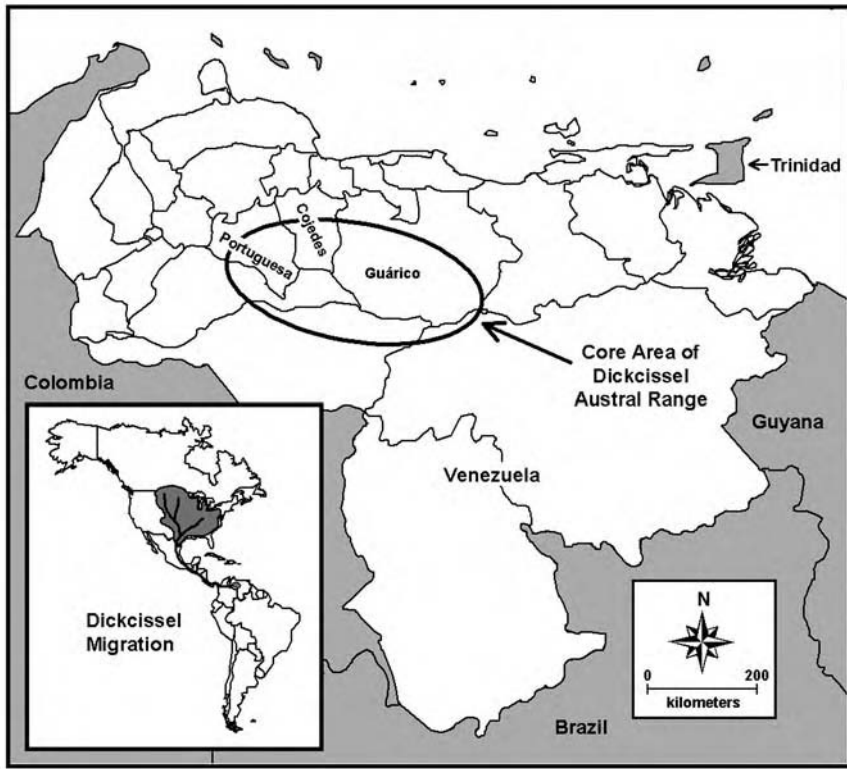 Trinidad
Cojedes
Portuguesa
Guárico
Core Area of
Dickcissel
Austral Range
Colombia
Guyana
Venezuela
Dickcissel
Migration
N
0 200
kilometers
Brazil